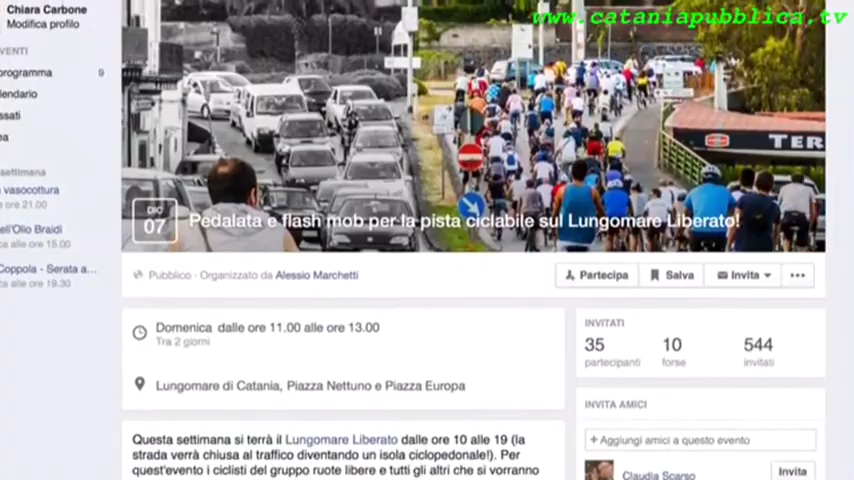 Chiara Carbone
www.cataniapubblica.tv
Modifica profilo
programma 9
vasocottura
ore 21.00
dell'Olio Braidi
alle ore 15.00
Coppola - Serata a...
alle ore 19.30
TER
DIC
07
Pedalata e flash mob per la pista ciclabile sul Lungomare Liberato!
Pubblico · Organizzato da Alessio Marchetti
Partecipa
Salva
Invita
Domenica dalle ore 11.00 alle ore 13.00
Tra 2 giorni
Lungomare di Catania, Piazza Nettuno e Piazza Europa
INVITATI
35 10 544
partecipanti forse invitati
INVITA AMICI
+ Aggiungi amici a questo evento
Claudia Scarso
Invita
Questa settimana si terrà il Lungomare Liberato dalle ore 10 alle 19 (la
strada verrà chiusa al traffico diventando un isola ciclopedonale!). Per
quest'evento i ciclisti del gruppo ruote libere e tutti gli altri che si vorranno